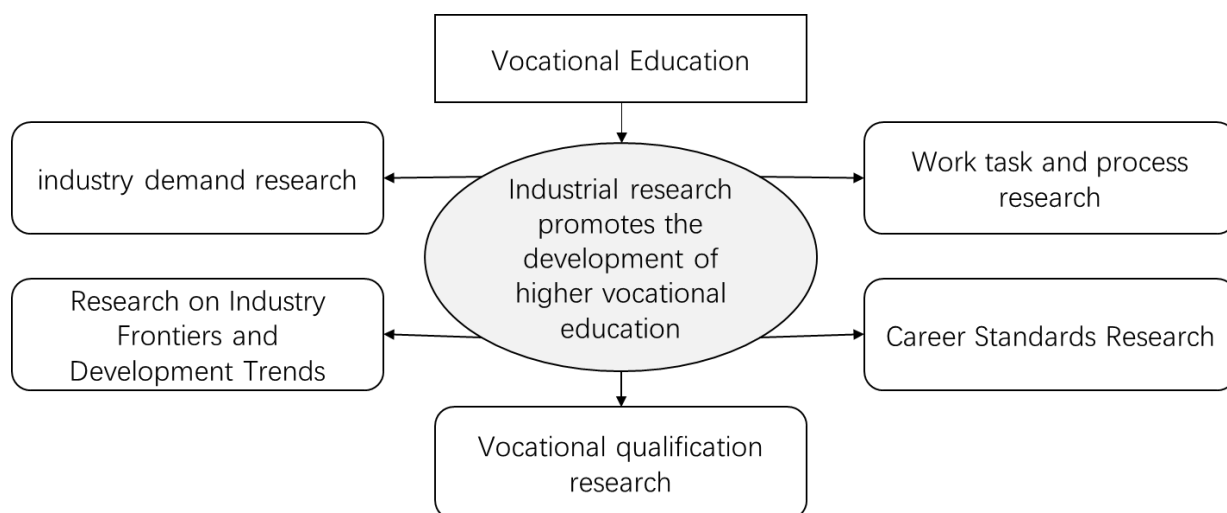 Vocational Education
industry demand research
Industrial research
promotes the
development of
higher vocational
education
Work task and process
research
Research on Industry
Frontiers and
Development Trends
Career Standards Research
Vocational qualification
research